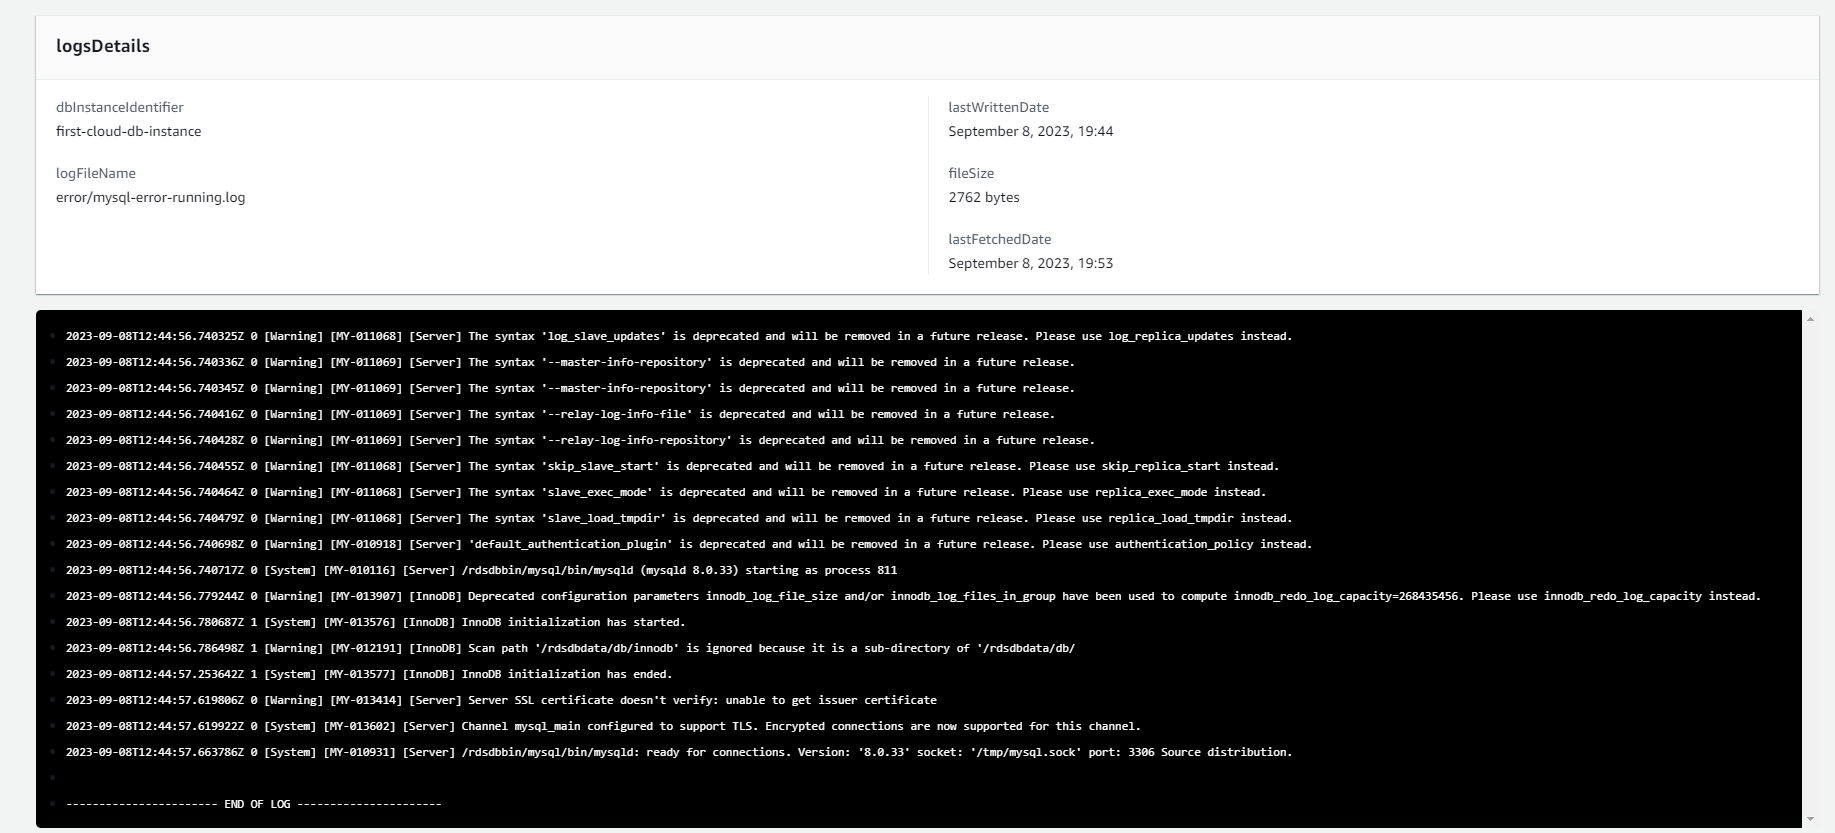 logsDetails
dbInstanceIdentifier
first-cloud-db-instance
logFileName
error/mysql-error-running.log
lastWrittenDate
September 8, 2023, 19:44
fileSize
2762 bytes
lastFetchedDate
September 8, 2023, 19:53
2023-09-08T12:44:56.740325Z 0 [Warning] [MY-011068] [Server] The syntax 'log_slave_updates' is deprecated and will be removed in a future release. Please use log_replica_updates instead.
2023-09-08T12:44:56.740336Z 0 [Warning] [MY-011069] [Server] The syntax '--master-info-repository' is deprecated and will be removed in a future release.
2023-09-08T12:44:56.740345Z 0 [Warning] [MY-011069] [Server] The syntax '--master-info-repository' is deprecated and will be removed in a future release.
2023-09-08T12:44:56.740416Z 0 [Warning] [MY-011069] [Server] The syntax '--relay-log-info-file' is deprecated and will be removed in a future release.
2023-09-08T12:44:56.740428Z 0 [Warning] [MY-011069] [Server] The syntax '--relay-log-info-repository' is deprecated and will be removed in a future release.
2023-09-08T12:44:56.740455Z 0 [Warning] [MY-011068] [Server] The syntax 'skip_slave_start' is deprecated and will be removed in a future release. Please use skip_replica_start instead.
2023-09-08T12:44:56.740464Z 0 [Warning] [MY-011068] [Server] The syntax 'slave_exec_mode' is deprecated and will be removed in a future release. Please use replica_exec_mode instead.
2023-09-08T12:44:56.740479Z 0 [Warning] [MY-011068] [Server] The syntax 'slave_load_tmpdir' is deprecated and will be removed in a future release. Please use replica_load_tmpdir instead.
2023-09-08T12:44:56.740698Z 0 [Warning] [MY-010918] [Server] 'default_authentication_plugin' is deprecated and will be removed in a future release. Please use authentication_policy instead.
2023-09-08T12:44:56.740717Z 0 [System] [MY-010116] [Server] /rdsdbbin/mysql/bin/mysqld (mysqld 8.0.33) starting as process 811
2023-09-08T12:44:56.779244Z 0 [Warning] [MY-013907] [InnoDB] Deprecated configuration parameters innodb_log_file_size and/or innodb_log_files_in_group have been used to compute innodb_redo_log_capacity=268435456. Please use innodb_redo_log_capacity instead.
2023-09-08T12:44:56.780687Z 1 [System] [MY-013576] [InnoDB] InnoDB initialization has started.
2023-09-08T12:44:56.786498Z 1 [Warning] [MY-012191] [InnoDB] Scan path '/rdsdbdata/db/innodb' is ignored because it is a sub-directory of '/rdsdbdata/db/
2023-09-08T12:44:57.253642Z 1 [System] [MY-013577] [InnoDB] InnoDB initialization has ended.
2023-09-08T12:44:57.619806Z 0 [Warning] [MY-013414] [Server] Server SSL certificate doesn't verify: unable to get issuer certificate
2023-09-08T12:44:57.619922Z 0 [System] [MY-013602] [Server] Channel mysql_main configured to support TLS. Encrypted connections are now supported for this channel.
2023-09-08T12:44:57.663786Z 0 [System] [MY-010931] [Server] /rdsdbbin/mysql/bin/mysqld: ready for connections. Version: '8.0.33' socket: '/tmp/mysql.sock' port: 3306 Source distribution.
----------------------- END OF LOG ----------------------